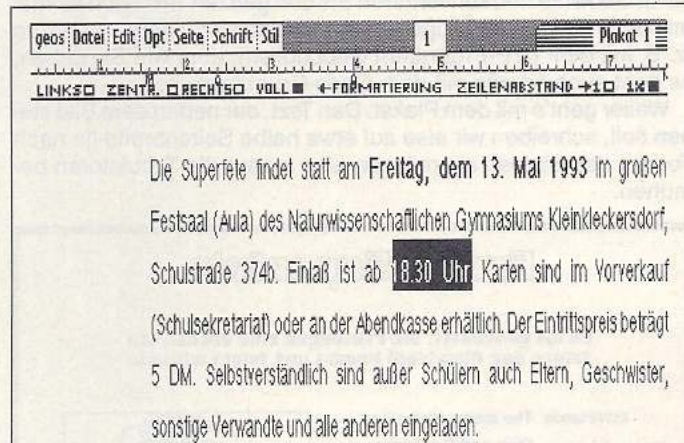 geos Datei Edit Opt Seite Schrift Stil 1 Plakat 1
LINKS ZENTR. RECHTS VOLL ←FORMATIERUNG ZEILENABSTAND →1 1½
Die Superfete findet statt am Freitag, dem 13. Mai 1993 im großen
Festsaal (Aula) des Naturwissenschaftlichen Gymnasiums Kleinkleckersdorf,
Schulstraße 374b. Einlaß ist ab 18.30 Uhr. Karten sind im Vorverkauf
(Schulsekretariat) oder an der Abendkasse erhältlich. Der Eintrittspreis beträgt
5 DM. Selbstverständlich sind außer Schülern auch Eltern, Geschwister,
sonstige Verwandte und alle anderen eingeladen.